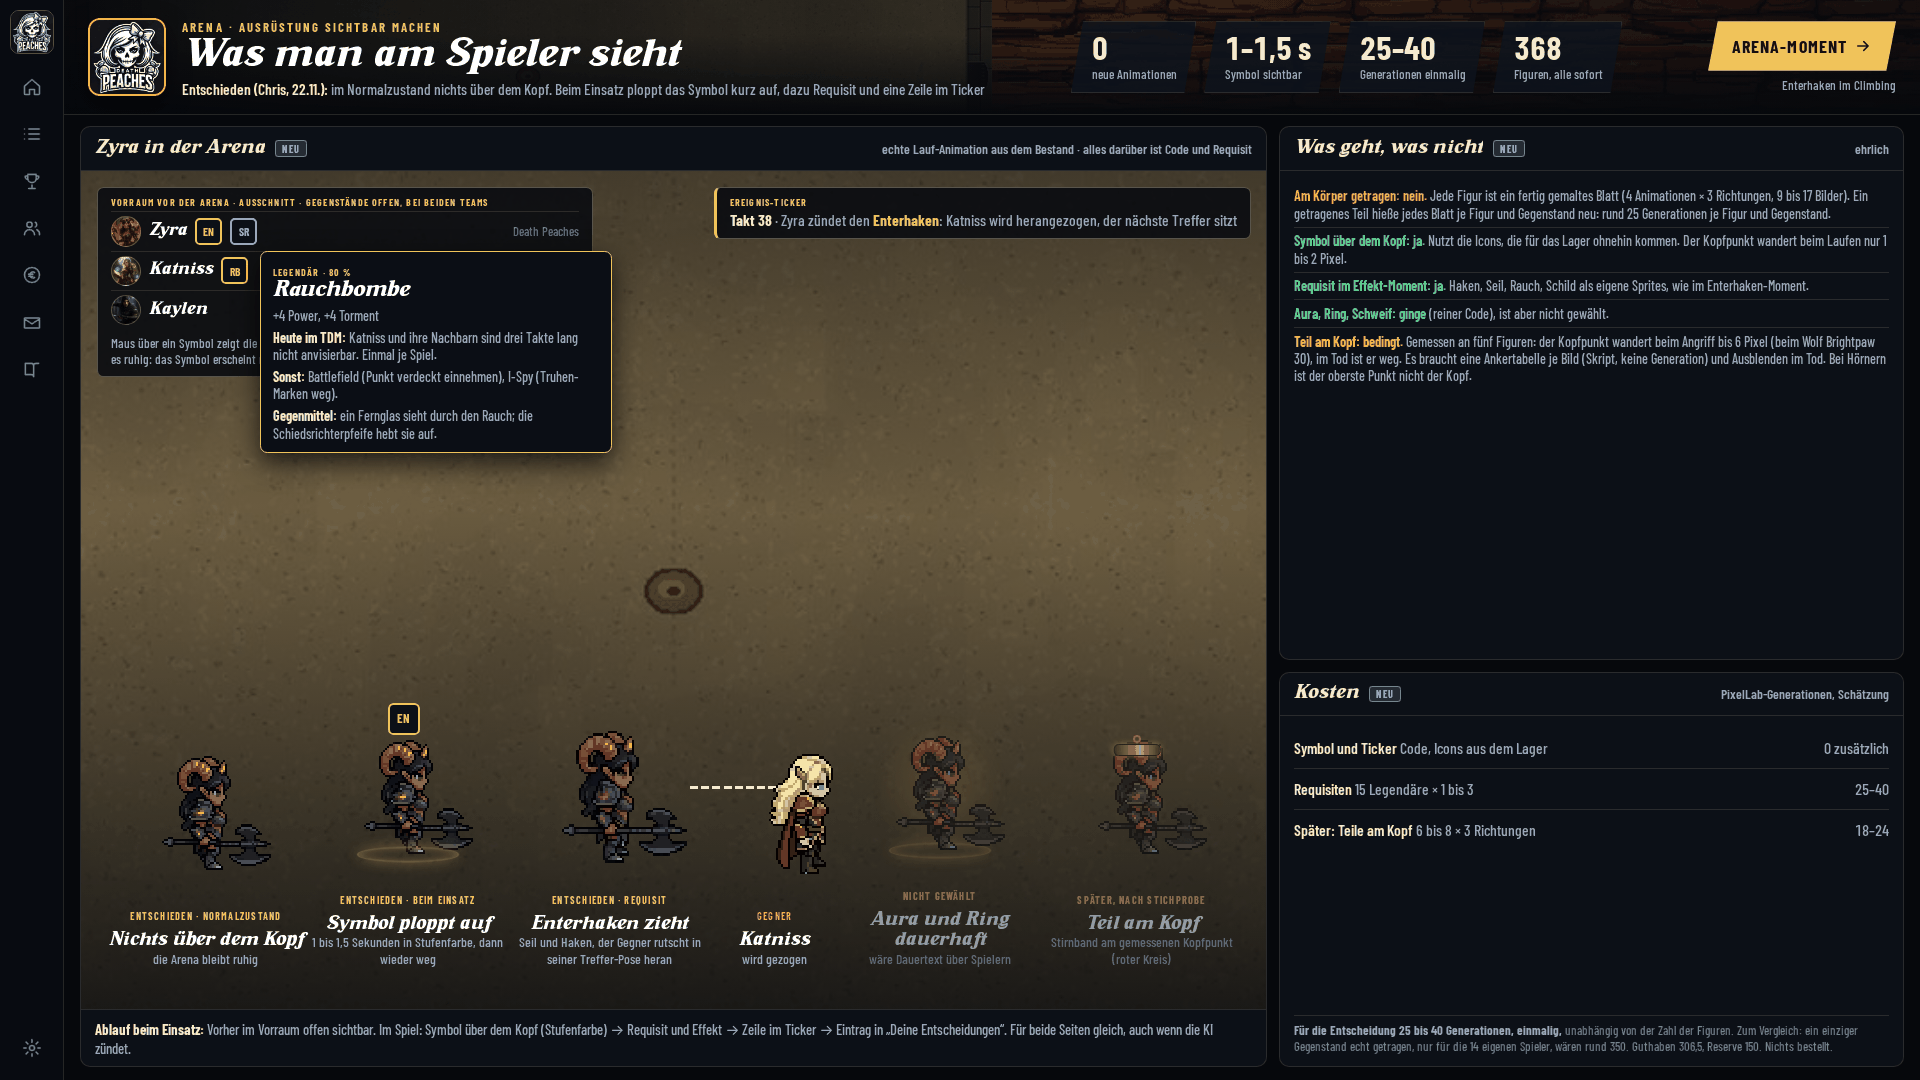 DEATH
PEACHES
ARENA · AUSRÜSTUNG SICHTBAR MACHEN
Was man am Spieler sieht
Entschieden (Chris, 22.11.): im Normalzustand nichts über dem Kopf. Beim Einsatz ploppt das Symbol kurz auf, dazu Requisit und eine Zeile im Ticker
0
neue Animationen
1–1,5 s
Symbol sichtbar
25–40
Generationen einmalig
368
Figuren, alle sofort
ARENA-MOMENT →
Enterhaken im Climbing
Zyra in der Arena NEU
echte Lauf-Animation aus dem Bestand · alles darüber ist Code und Requisit
VORRAUM VOR DER ARENA · AUSSCHNITT · GEGENSTÄNDE OFFEN, BEI BEIDEN TEAMS
Zyra EN SR Death Peaches
Katniss RB
Kaylen
Maus über ein Symbol zeigt die
es ruhig: das Symbol erscheint
LEGENDÄR · 80 %
Rauchbombe
+4 Power, +4 Torment
Heute im TDM: Katniss und ihre Nachbarn sind drei Takte lang
nicht anvisierbar. Einmal je Spiel.
Sonst: Battlefield (Punkt verdeckt einnehmen), I-Spy (Truhen-
Marken weg).
Gegenmittel: ein Fernglas sieht durch den Rauch; die
Schiedsrichterpfeife hebt sie auf.
EREIGNIS-TICKER
Takt 38 · Zyra zündet den Enterhaken: Katniss wird herangezogen, der nächste Treffer sitzt
EN
ENTSCHIEDEN · NORMALZUSTAND
Nichts über dem Kopf
die Arena bleibt ruhig
ENTSCHIEDEN · BEIM EINSATZ
Symbol ploppt auf
1 bis 1,5 Sekunden in Stufenfarbe, dann
wieder weg
ENTSCHIEDEN · REQUISIT
Enterhaken zieht
Seil und Haken, der Gegner rutscht in
seiner Treffer-Pose heran
GEGNER
Katniss
wird gezogen
NICHT GEWÄHLT
Aura und Ring
dauerhaft
wäre Dauertext über Spielern
SPÄTER, NACH STICHPROBE
Teil am Kopf
Stirnband am gemessenen Kopfpunkt
(roter Kreis)
Ablauf beim Einsatz: Vorher im Vorraum offen sichtbar. Im Spiel: Symbol über dem Kopf (Stufenfarbe) → Requisit und Effekt → Zeile im Ticker → Eintrag in „Deine Entscheidungen“. Für beide Seiten gleich, auch wenn die KI
zündet.
Was geht, was nicht NEU
ehrlich
Am Körper getragen: nein. Jede Figur ist ein fertig gemaltes Blatt (4 Animationen × 3 Richtungen, 9 bis 17 Bilder). Ein
getragenes Teil hieße jedes Blatt je Figur und Gegenstand neu: rund 25 Generationen je Figur und Gegenstand.
Symbol über dem Kopf: ja. Nutzt die Icons, die für das Lager ohnehin kommen. Der Kopfpunkt wandert beim Laufen nur 1
bis 2 Pixel.
Requisit im Effekt-Moment: ja. Haken, Seil, Rauch, Schild als eigene Sprites, wie im Enterhaken-Moment.
Aura, Ring, Schweif: ginge (reiner Code), ist aber nicht gewählt.
Teil am Kopf: bedingt. Gemessen an fünf Figuren: der Kopfpunkt wandert beim Angriff bis 6 Pixel (beim Wolf Brightpaw
30), im Tod ist er weg. Es braucht eine Ankertabelle je Bild (Skript, keine Generation) und Ausblenden im Tod. Bei Hörnern
ist der oberste Punkt nicht der Kopf.
Kosten NEU
PixelLab-Generationen, Schätzung
Symbol und Ticker Code, Icons aus dem Lager 0 zusätzlich
Requisiten 15 Legendäre × 1 bis 3 25–40
Später: Teile am Kopf 6 bis 8 × 3 Richtungen 18–24
Für die Entscheidung 25 bis 40 Generationen, einmalig, unabhängig von der Zahl der Figuren. Zum Vergleich: ein einziger
Gegenstand echt getragen, nur für die 14 eigenen Spieler, wären rund 350. Guthaben 306,5, Reserve 150. Nichts bestellt.